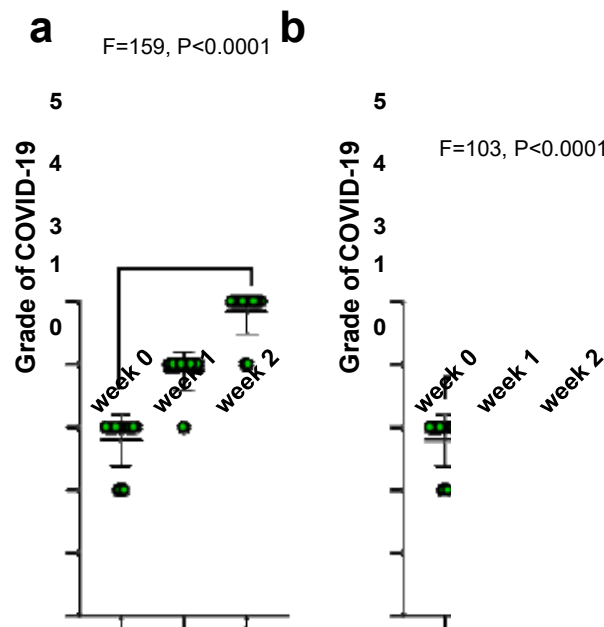 a
F=159, P<0.0001
Grade of COVID-19
5
4
3
1
0
week 0
week 1
week 2
b
F=103, P<0.0001
Grade of COVID-19
5
4
3
1
0
week 0
week 1
week 2